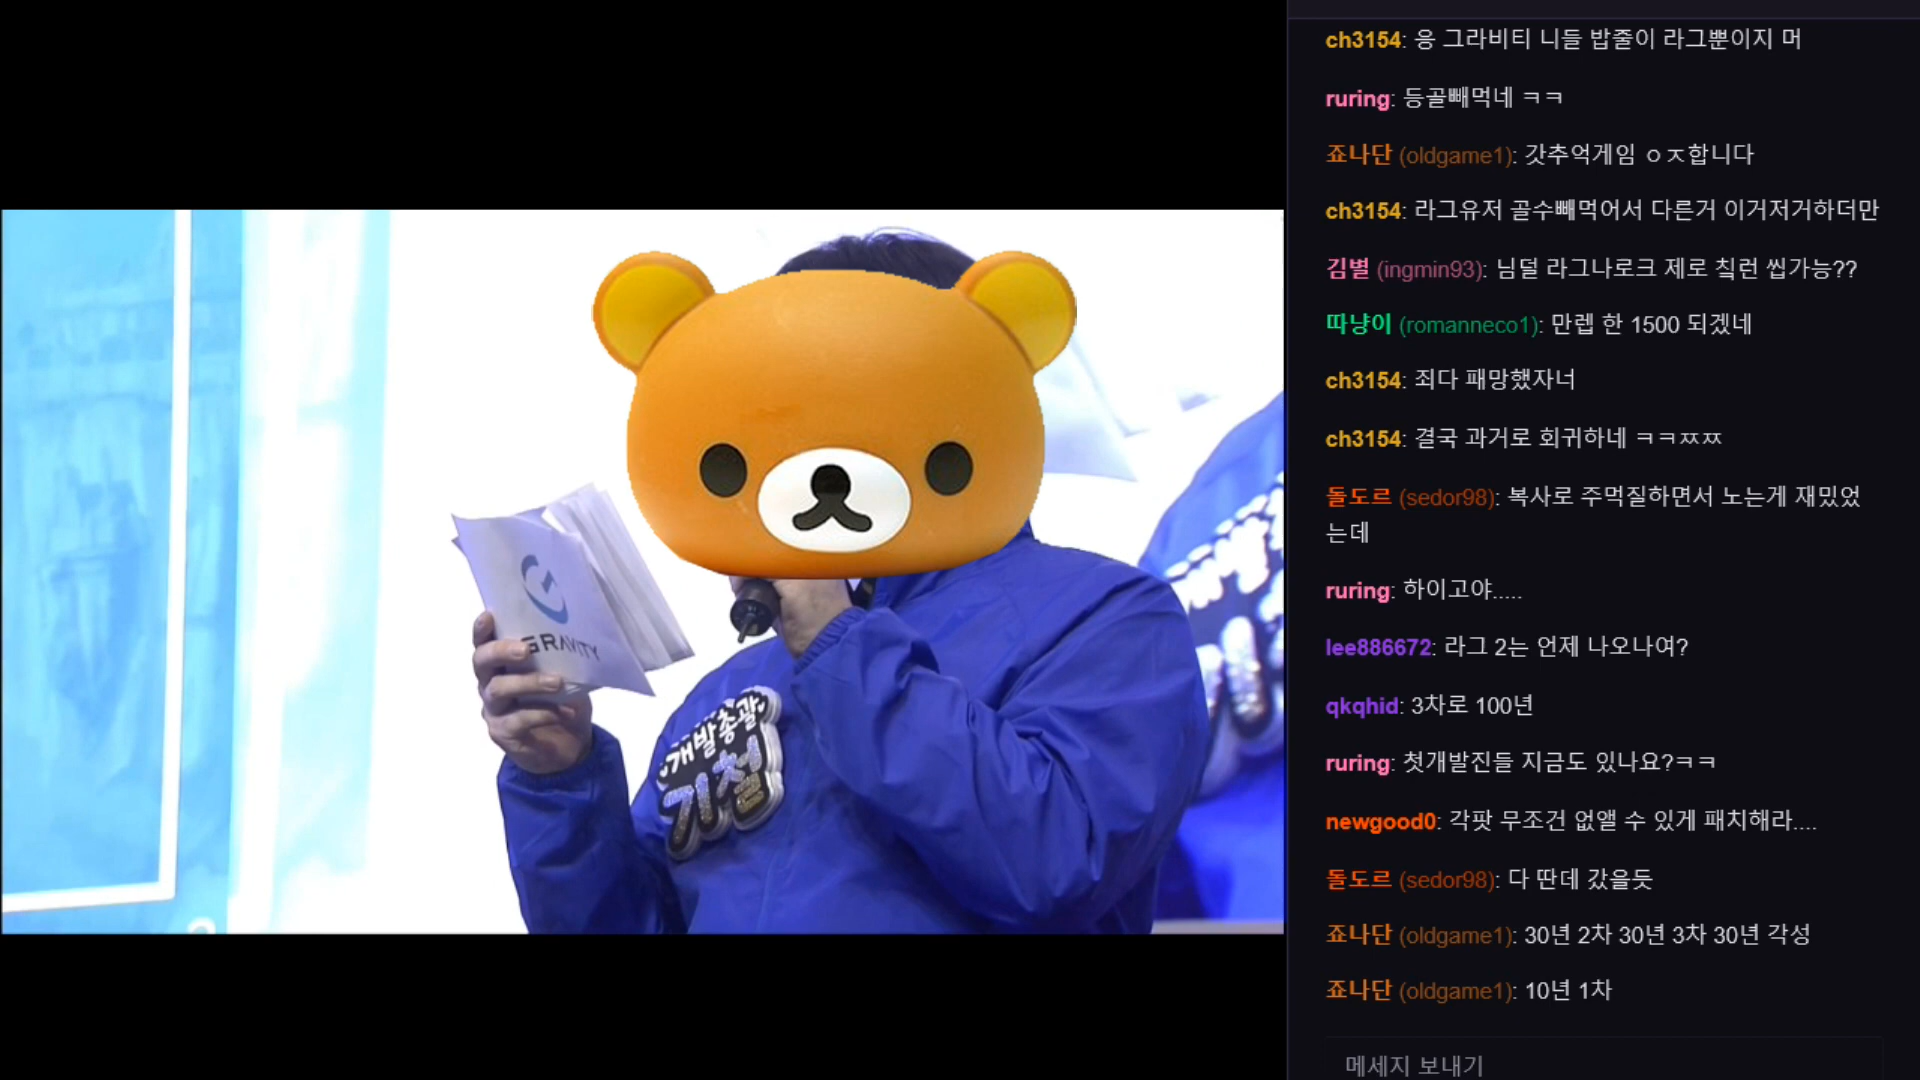 GRAVITY
개발총괄
기철
ch3154: 응 그라비티 니들 밥줄이 라그뿐이지 머
ruring: 등골빼먹네 ㅋㅋ
죠나단 (oldgame1): 갓추억게임 ㅇㅈ합니다
ch3154: 라그유저 골수빼먹어서 다른거 이거저거하더만
김별 (ingmin93): 님덜 라그나로크 제로 칰런 씹가능??
따냥이 (romanneco1): 만렙 한 1500 되겠네
ch3154: 죄다 패망했자너
ch3154: 결국 과거로 회귀하네 ㅋㅋㅉㅉ
돌도르 (sedor98): 복사로 주먹질하면서 노는게 재밌었
는데
ruring: 하이고야.....
lee886672: 라그 2는 언제 나오나여?
qkqhid: 3차로 100년
ruring: 첫개발진들 지금도 있나요?ㅋㅋ
newgood0: 각팟 무조건 없앨 수 있게 패치해라....
돌도르 (sedor98): 다 딴데 갔을듯
죠나단 (oldgame1): 30년 2차 30년 3차 30년 각성
죠나단 (oldgame1): 10년 1차
메세지 보내기